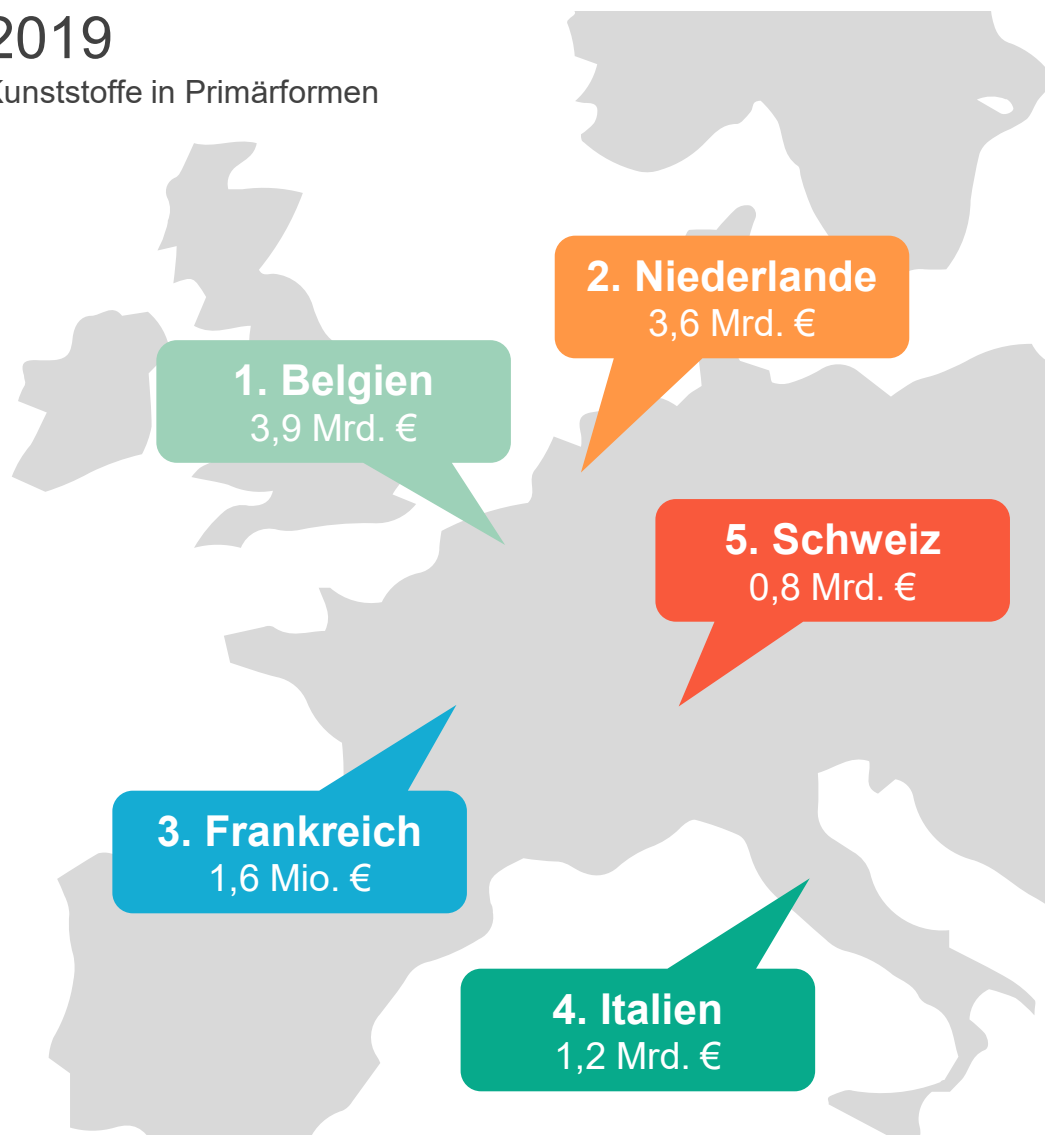 2019
Kunststoffe in Primärformen
2. Niederlande
3,6 Mrd. €
1. Belgien
3,9 Mrd. €
5. Schweiz
0,8 Mrd. €
3. Frankreich
1,6 Mio. €
4. Italien
1,2 Mrd. €